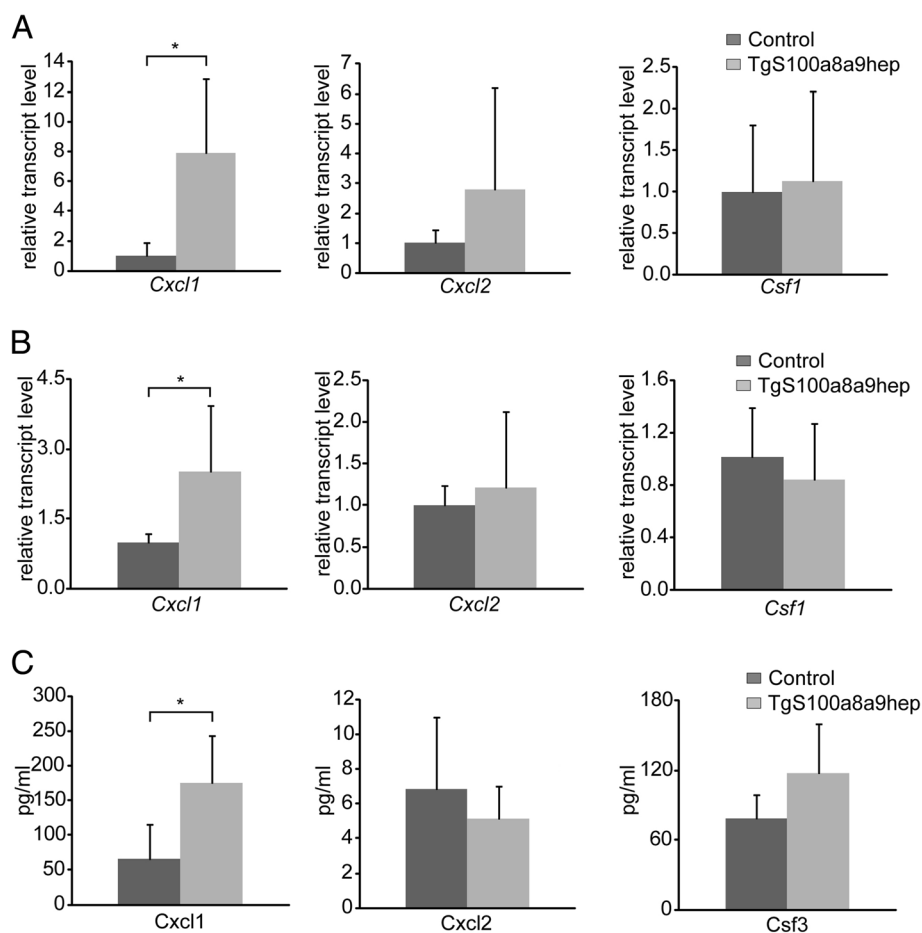 A
Control
TgS100a8a9hep
*
relative transcript level
14
12
10
8
6
4
2
0
Cxcl1
relative transcript level
7
6
5
4
3
2
1
0
Cxcl2
relative transcript level
2.5
2.0
1.5
1.0
0.5
0.0
Csf1
B
Control
TgS100a8a9hep
*
relative transcript level
4.5
3.0
1.5
0.0
Cxcl1
relative transcript level
2.5
2.0
1.5
1.0
0.5
0.0
Cxcl2
relative transcript level
1.6
1.2
0.8
0.4
0.0
Csf1
C
Control
TgS100a8a9hep
*
pg/ml
300
250
200
150
100
50
0
Cxcl1
pg/ml
12
10
8
6
4
2
0
Cxcl2
pg/ml
180
120
60
0
Csf3